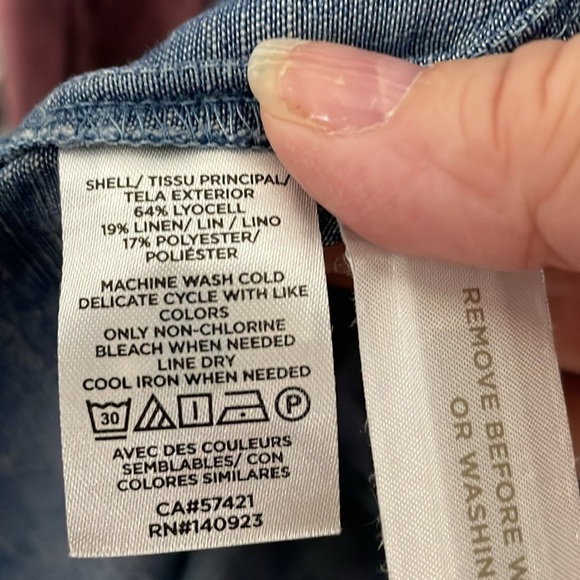 SHELL/ TISSU PRINCIPAL/
TELA EXTERIOR
64% LYOCELL
19% LINEN/ LIN / LINO
17% POLYESTER/
POLIÉSTER
MACHINE WASH COLD
DELICATE CYCLE WITH LIKE
COLORS
ONLY NON-CHLORINE
BLEACH WHEN NEEDED
LINE DRY
COOL IRON WHEN NEEDED
30 P
AVEC DES COULEURS
SEMBLABLES/ CON
COLORES SIMILARES
CA#57421
RN#140923
REMOVE BEFORE
OR